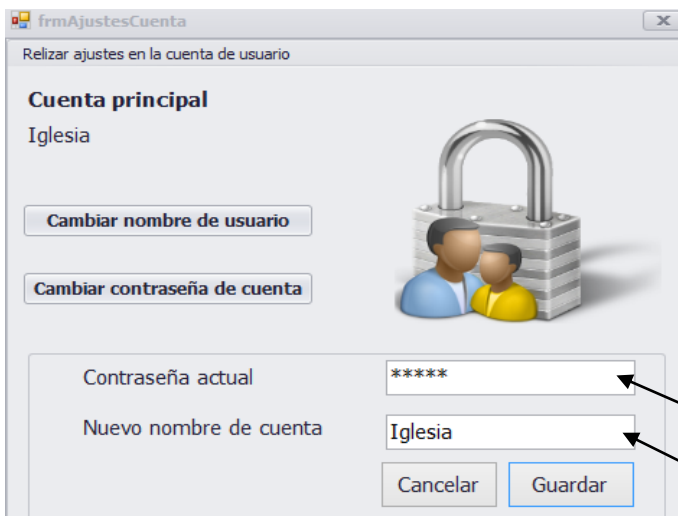 frmAjustesCuenta
Relizar ajustes en la cuenta de usuario
Cuenta principal
Iglesia
Cambiar nombre de usuario
Cambiar contraseña de cuenta
Contraseña actual *****
Nuevo nombre de cuenta Iglesia
Cancelar Guardar